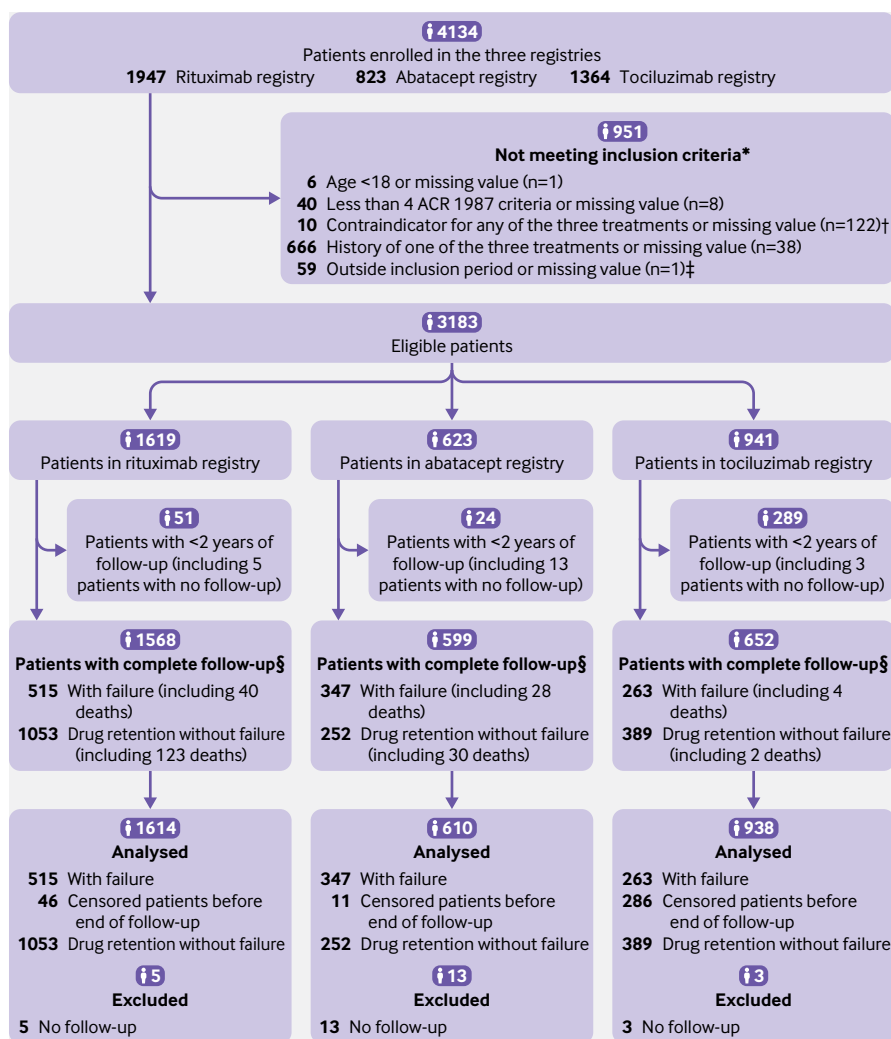 4134
Patients enrolled in the three registries
1947 Rituximab registry 823 Abatacept registry 1364 Tociluzimab registry
951
Not meeting inclusion criteria*
6 Age <18 or missing value (n=1)
40 Less than 4 ACR 1987 criteria or missing value (n=8)
10 Contraindicator for any of the three treatments or missing value (n=122)†
666 History of one of the three treatments or missing value (n=38)
59 Outside inclusion period or missing value (n=1)‡
3183
Eligible patients
1619
Patients in rituximab registry
623
Patients in abatacept registry
941
Patients in tociluzimab registry
51
Patients with <2 years of
follow-up (including 5
patients with no follow-up)
24
Patients with <2 years of
follow-up (including 13
patients with no follow-up)
289
Patients with <2 years of
follow-up (including 3
patients with no follow-up)
1568
Patients with complete follow-up§
515 With failure (including 40
deaths)
1053 Drug retention without failure
(including 123 deaths)
599
Patients with complete follow-up§
347 With failure (including 28
deaths)
252 Drug retention without failure
(including 30 deaths)
652
Patients with complete follow-up§
263 With failure (including 4
deaths)
389 Drug retention without failure
(including 2 deaths)
1614
Analysed
515 With failure
46 Censored patients before
end of follow-up
1053 Drug retention without failure
5
Excluded
5 No follow-up
610
Analysed
347 With failure
11 Censored patients before
end of follow-up
252 Drug retention without failure
13
Excluded
13 No follow-up
938
Analysed
263 With failure
286 Censored patients before
end of follow-up
389 Drug retention without failure
3
Excluded
3 No follow-up